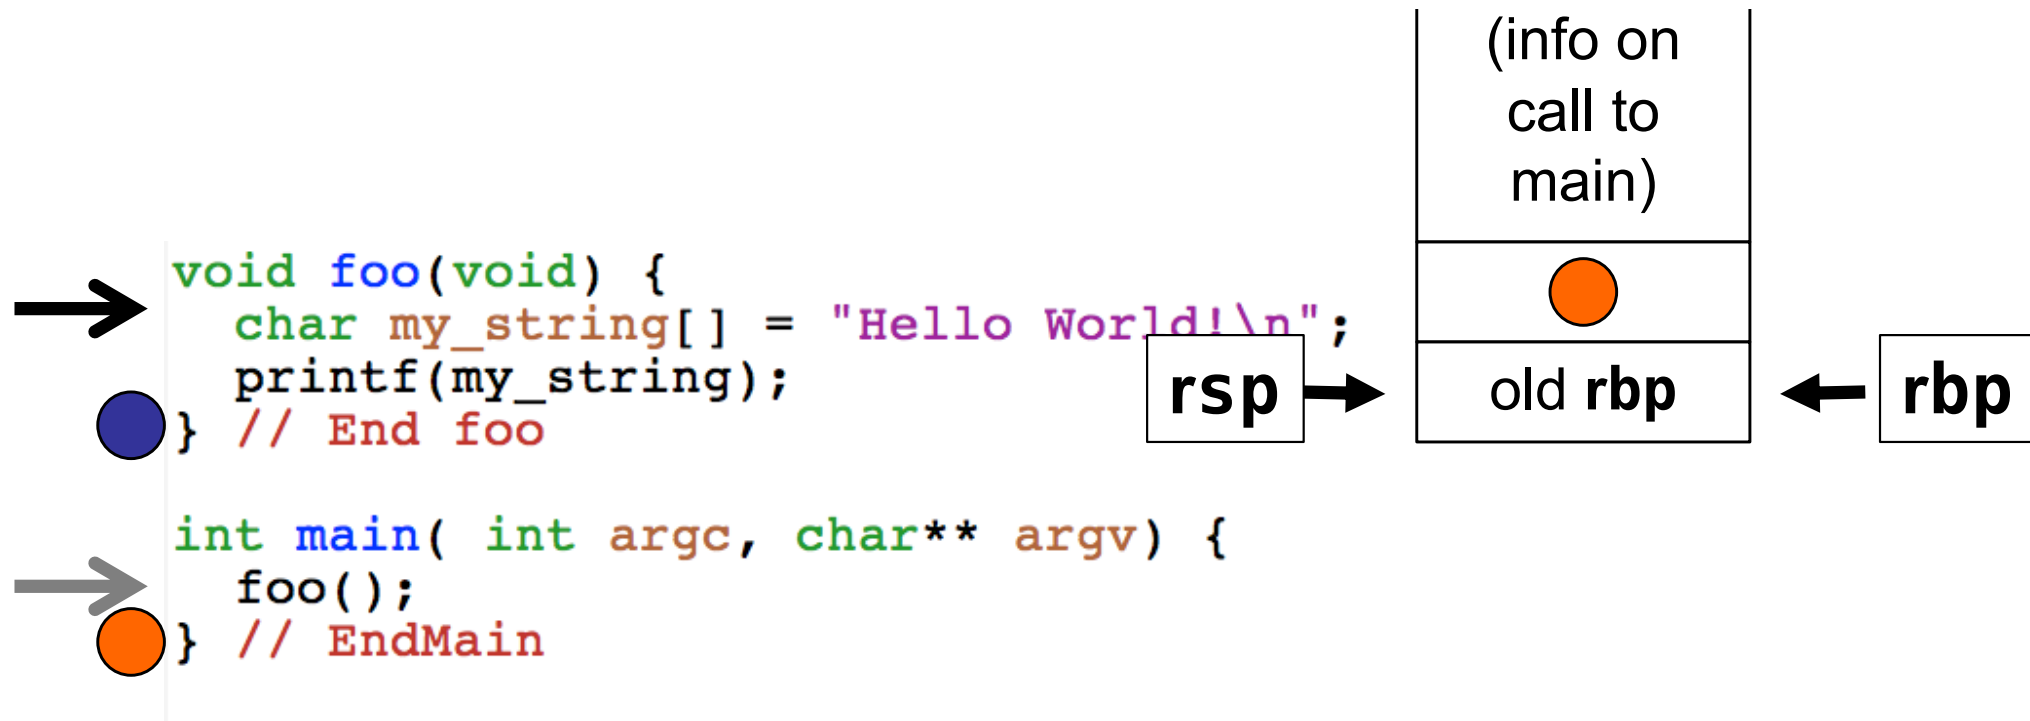 (info on
call to
main)
void foo(void) {
char my_string[] = "Hello World!\n";
printf(my_string);
} // End foo
rsp
old rbp
rbp
int main( int argc, char** argv) {
foo();
} // EndMain